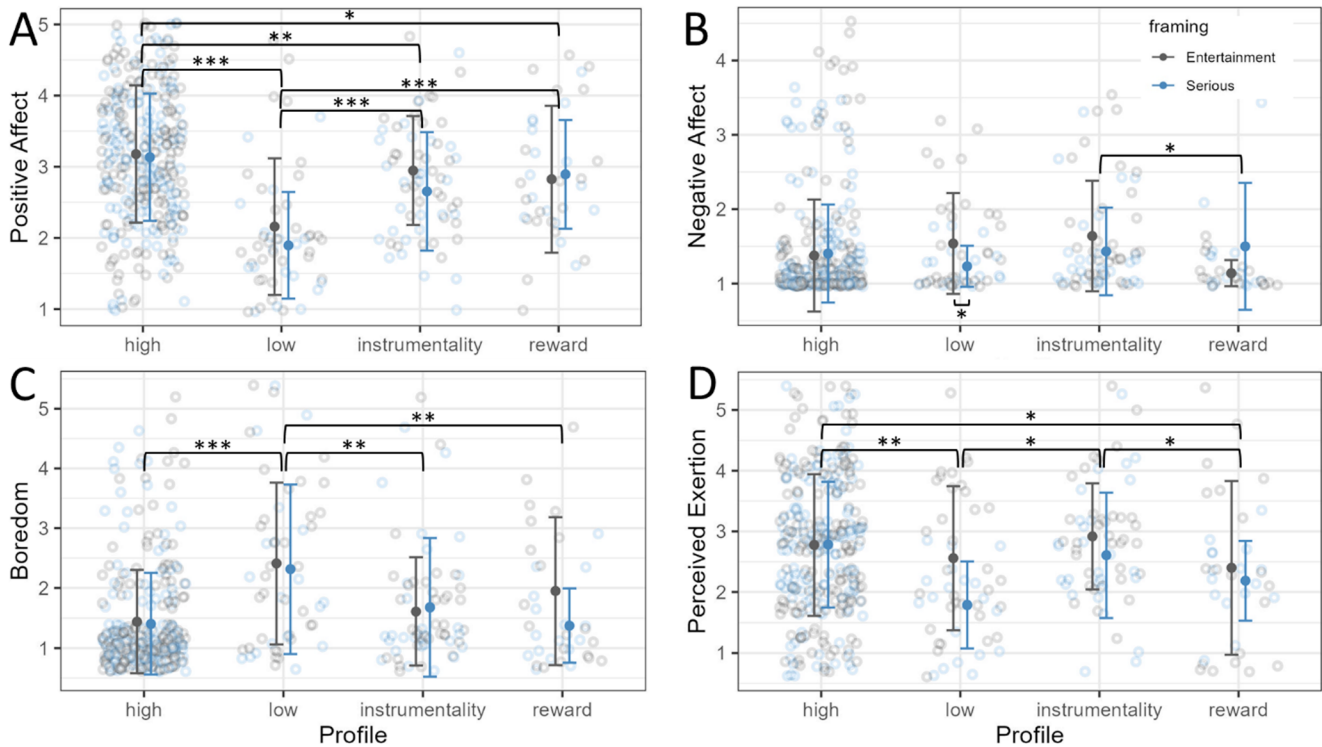 A
Positive Affect
5
4
3
2
1
*
**
***
***
***
high low instrumentality reward
B
Negative Affect
4
3
2
1
framing
Entertainment
Serious
*
*
high low instrumentality reward
C
Boredom
5
4
3
2
1
**
***
**
high low instrumentality reward
Profile
D
Perceived Exertion
5
4
3
2
1
*
**
*
*
high low instrumentality reward
Profile